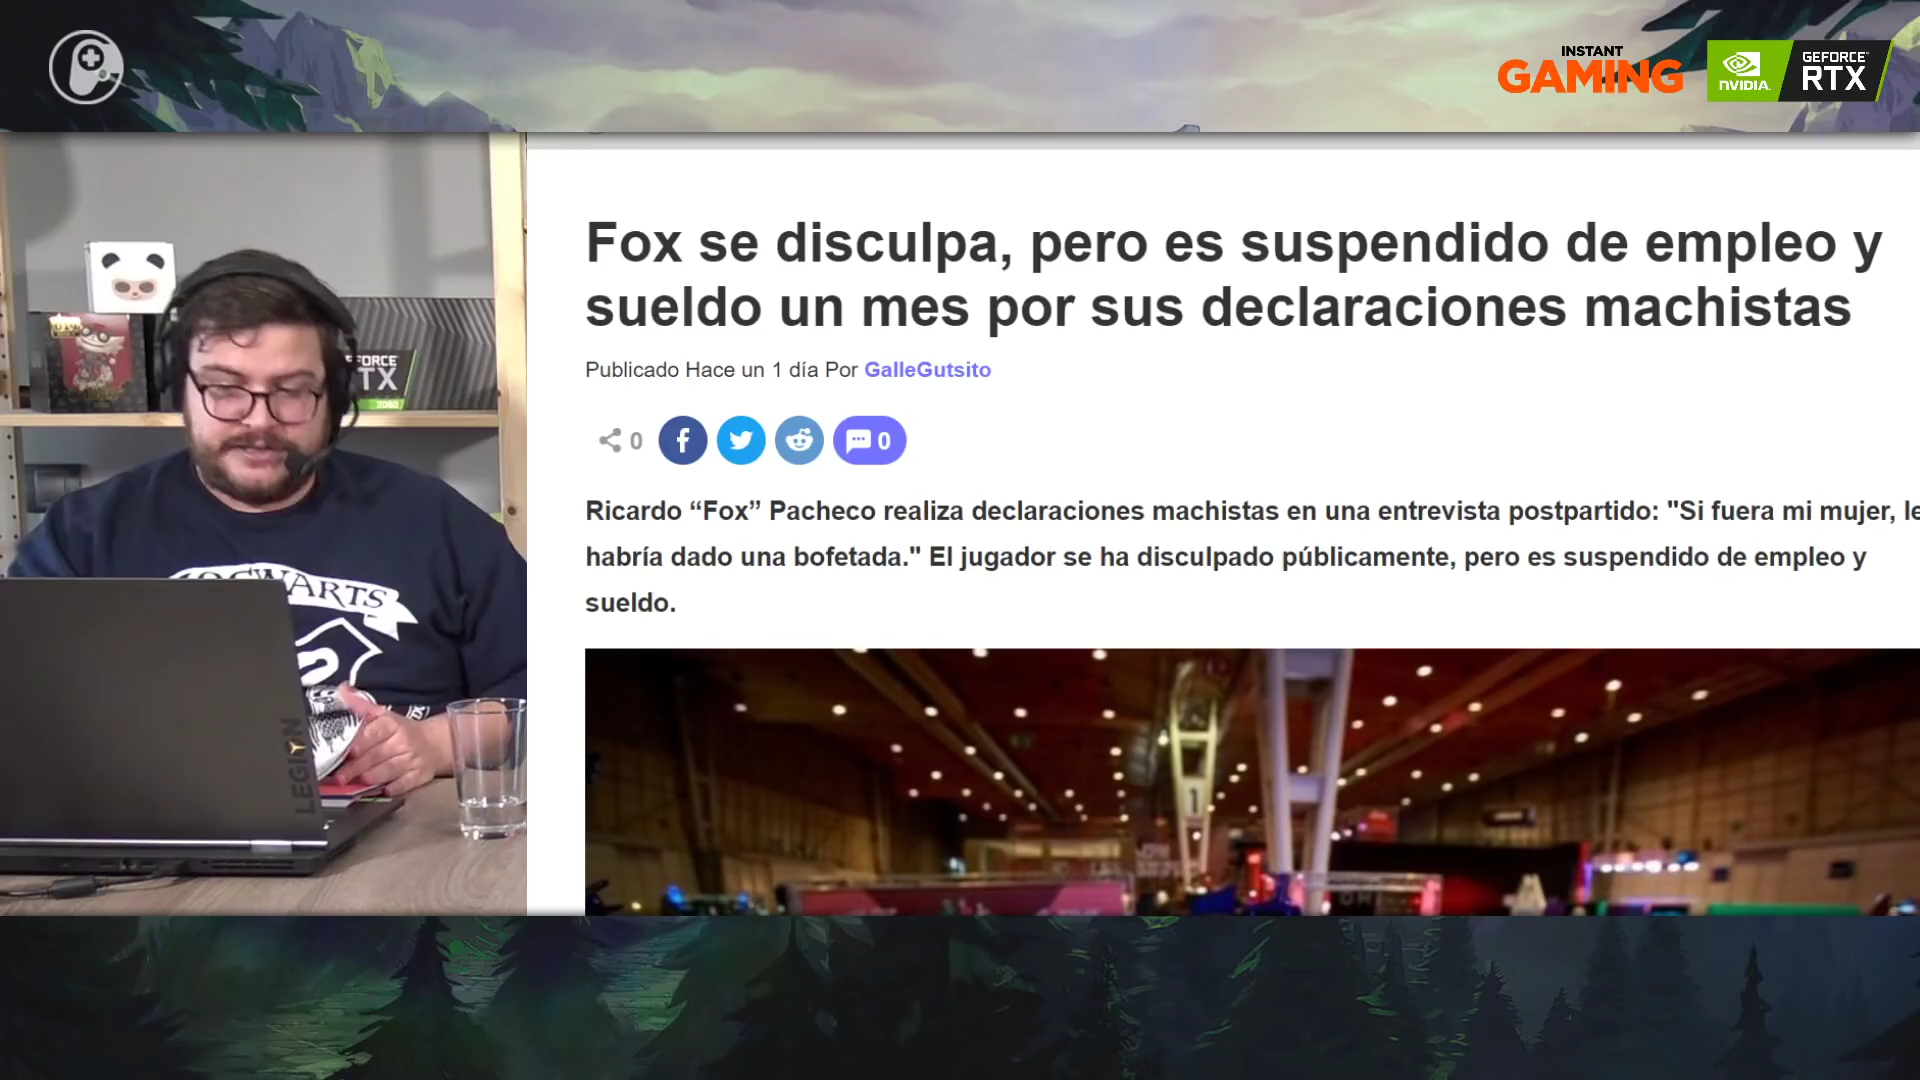 INSTANT
GAMING
NVIDIA.
GEFORCE
RTX
Fox se disculpa, pero es suspendido de empleo y
sueldo un mes por sus declaraciones machistas
Publicado Hace un 1 día Por GalleGutsito
0
0
Ricardo “Fox” Pacheco realiza declaraciones machistas en una entrevista postpartido: "Si fuera mi mujer, le
habría dado una bofetada." El jugador se ha disculpado públicamente, pero es suspendido de empleo y
sueldo.
HOGWARTS
LEGION